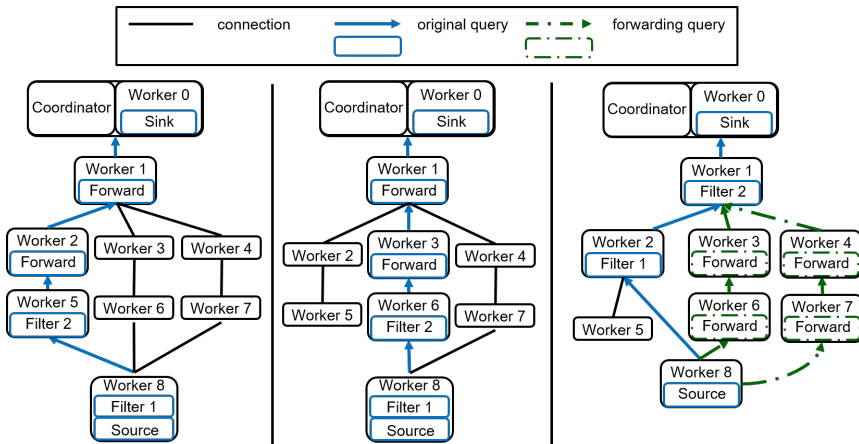 connection
original query
forwarding query
Coordinator
Worker 0
Sink
Worker 1
Forward
Worker 2
Forward
Worker 3
Worker 4
Worker 5
Filter 2
Worker 6
Worker 7
Worker 8
Filter 1
Source
Coordinator
Worker 0
Sink
Worker 1
Forward
Worker 2
Worker 3
Forward
Worker 4
Worker 5
Worker 6
Filter 2
Worker 7
Worker 8
Filter 1
Source
Coordinator
Worker 0
Sink
Worker 1
Filter 2
Worker 2
Filter 1
Worker 3
Forward
Worker 4
Forward
Worker 5
Worker 6
Forward
Worker 7
Forward
Worker 8
Source